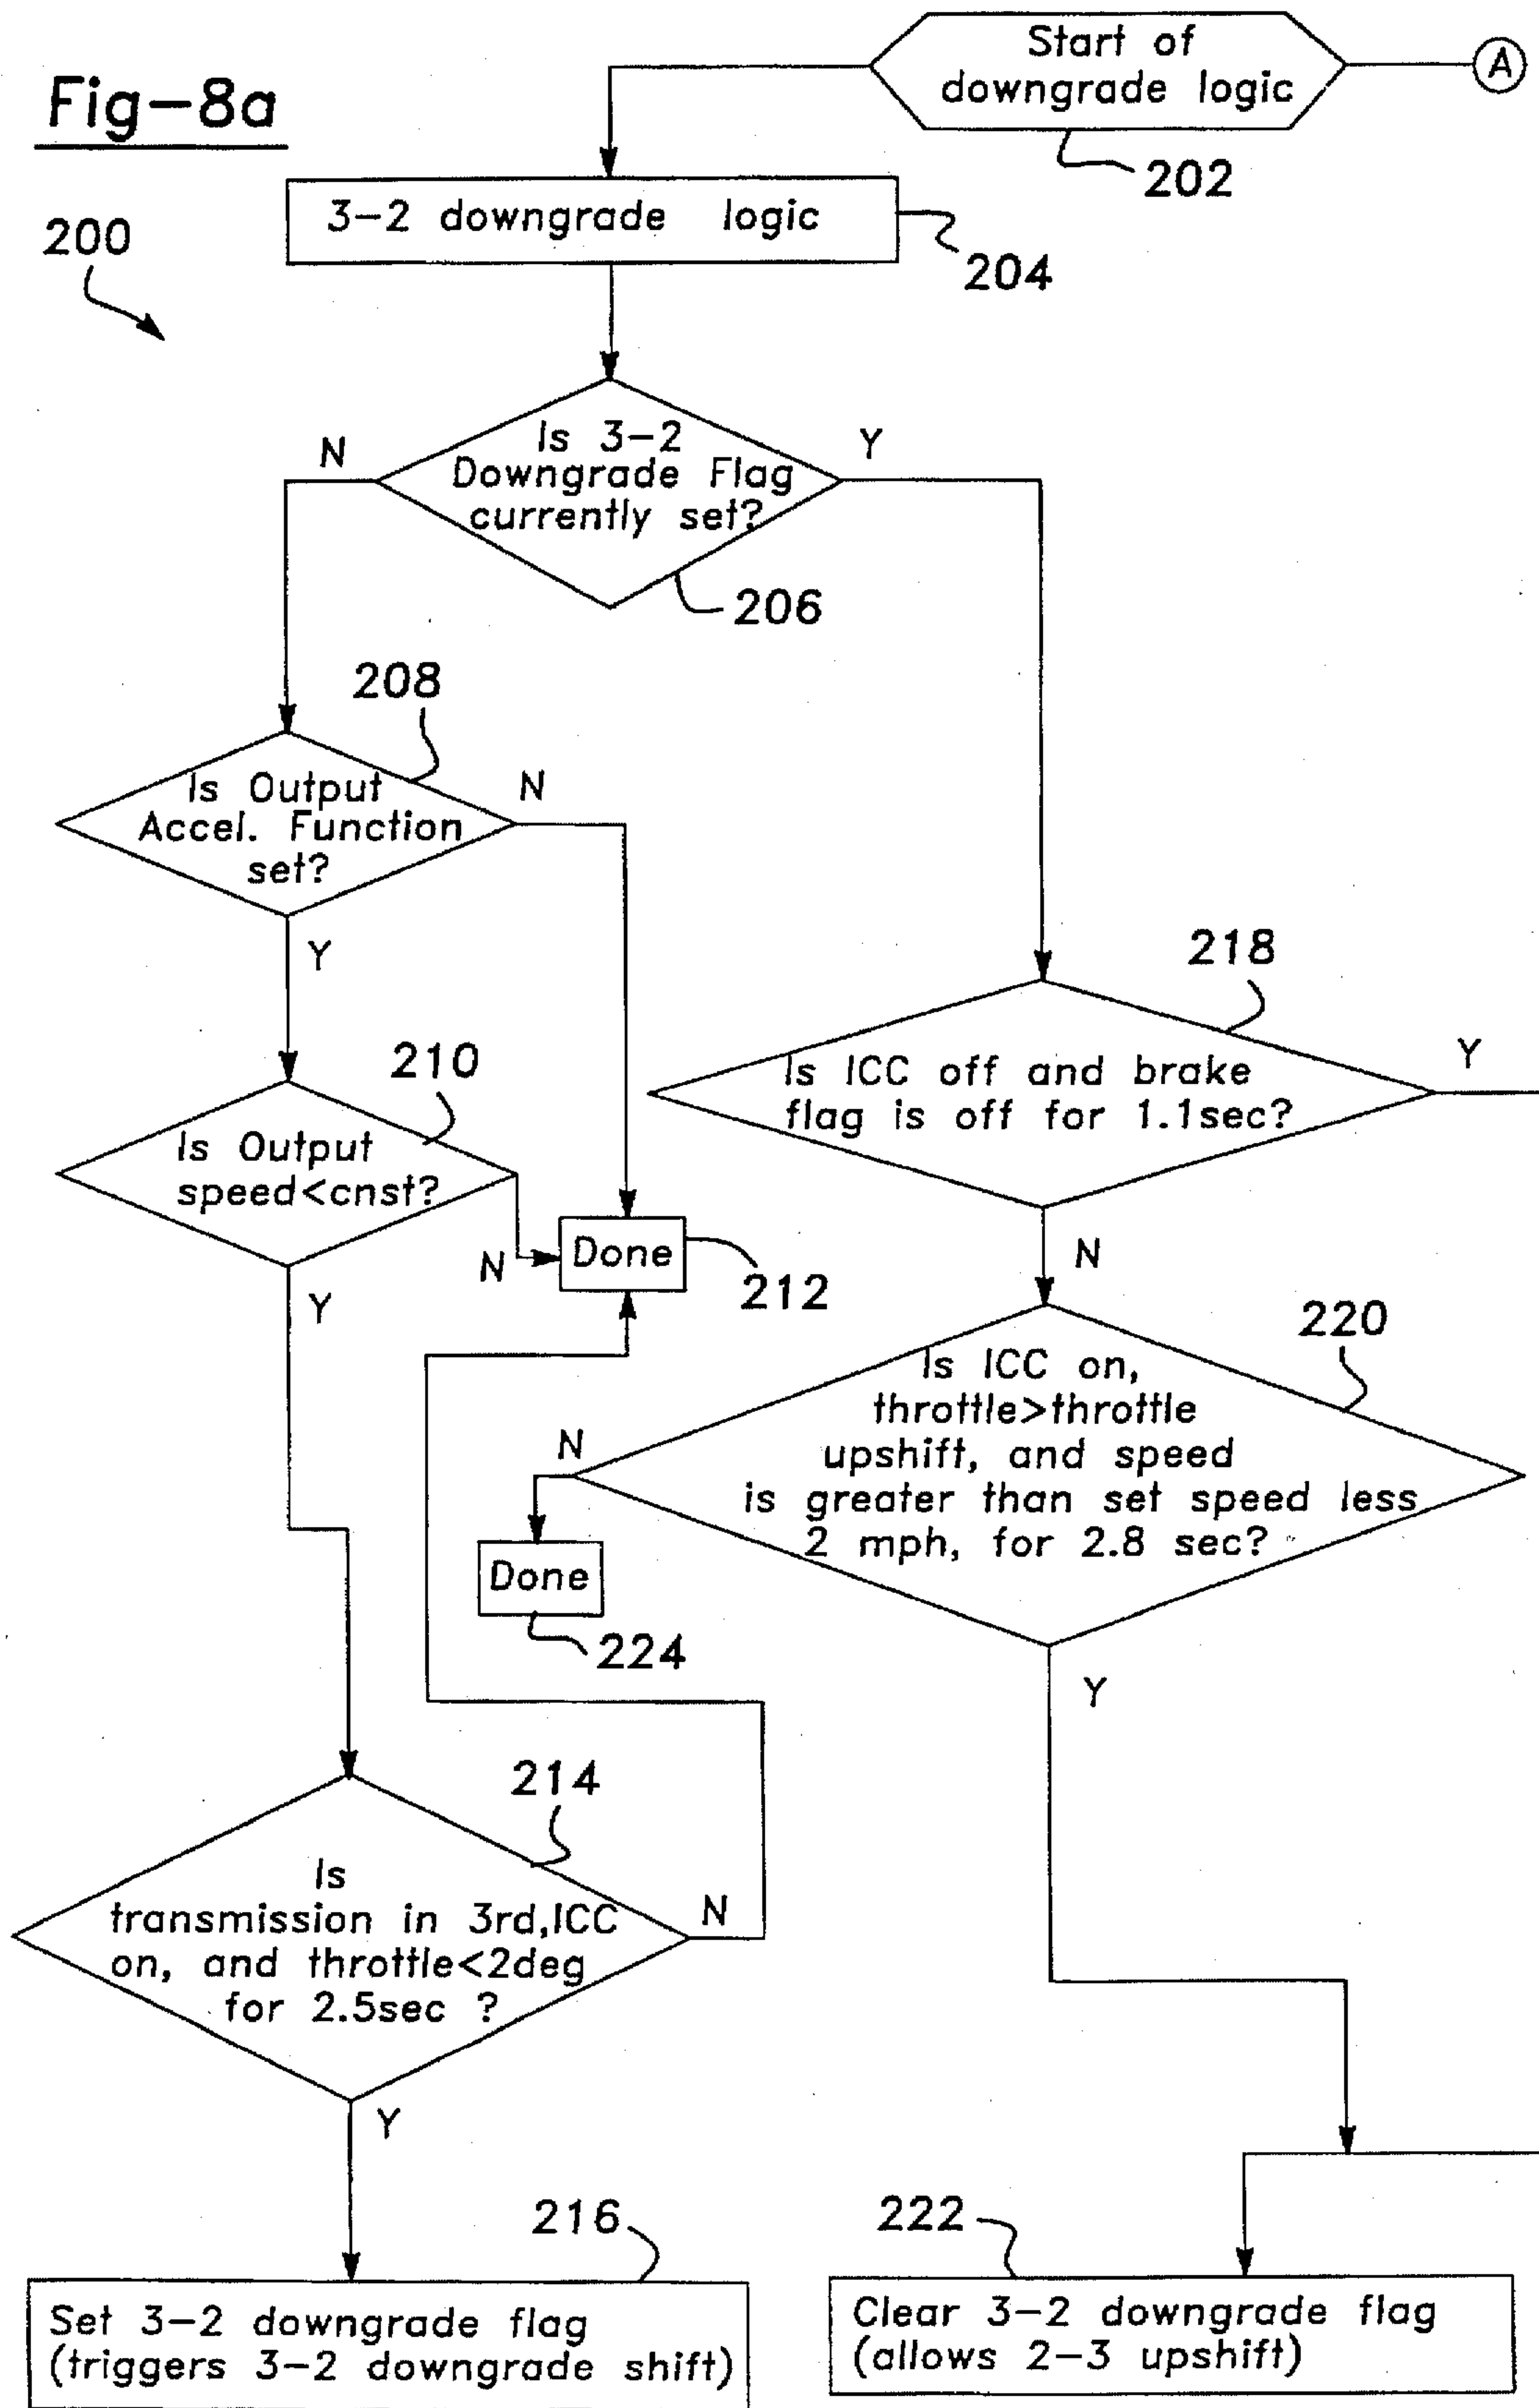 Fig-8a
Start of
downgrade logic
A
202
3-2 downgrade logic
204
200
Is 3-2
Downgrade Flag
currently set?
N
Y
206
208
Is Output
Accel. Function
set?
N
Y
218
Is ICC off and brake
flag is off for 1.1sec?
Y
N
210
Is Output
speed<cnst?
N
Y
Done
212
220
Is ICC on,
throttle>throttle
upshift, and speed
is greater than set speed less
2 mph, for 2.8 sec?
N
Y
Done
224
214
Is
transmission in 3rd,ICC
on, and throttle<2deg
for 2.5sec ?
N
Y
216
Set 3-2 downgrade flag
(triggers 3-2 downgrade shift)
222
Clear 3-2 downgrade flag
(allows 2-3 upshift)